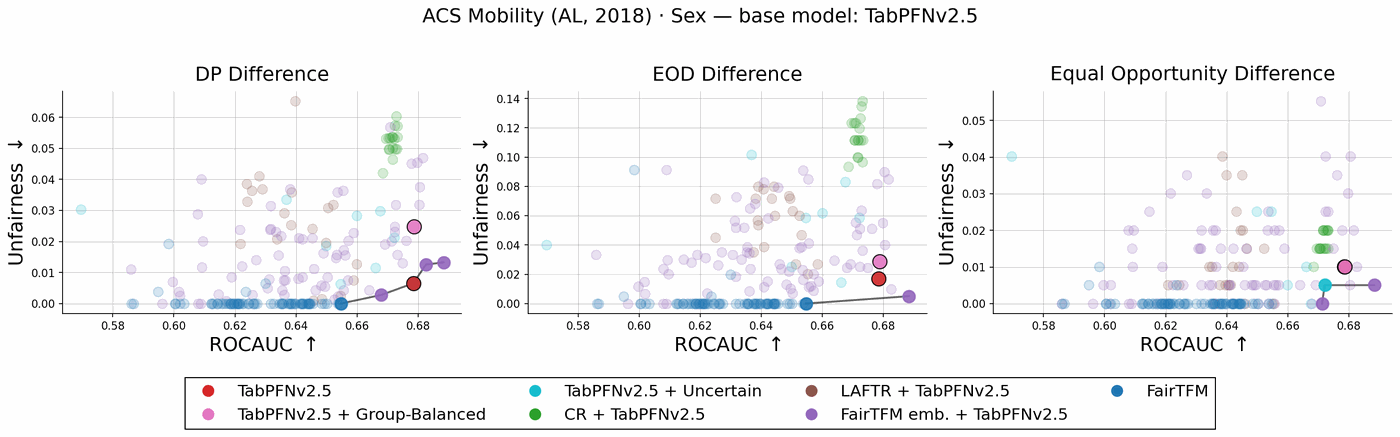 ACS Mobility (AL, 2018) · Sex — base model: TabPFNv2.5
DP Difference
EOD Difference
Equal Opportunity Difference
Unfairness ↓
0.06
0.05
0.04
0.03
0.02
0.01
0.00
0.58
0.60
0.62
0.64
0.66
0.68
ROCAUC ↑
Unfairness ↓
0.14
0.12
0.10
0.08
0.06
0.04
0.02
0.00
0.58
0.60
0.62
0.64
0.66
0.68
ROCAUC ↑
Unfairness ↓
0.05
0.04
0.03
0.02
0.01
0.00
0.58
0.60
0.62
0.64
0.66
0.68
ROCAUC ↑
TabPFNv2.5
TabPFNv2.5 + Group-Balanced
TabPFNv2.5 + Uncertain
CR + TabPFNv2.5
LAFTR + TabPFNv2.5
FairTFM emb. + TabPFNv2.5
FairTFM